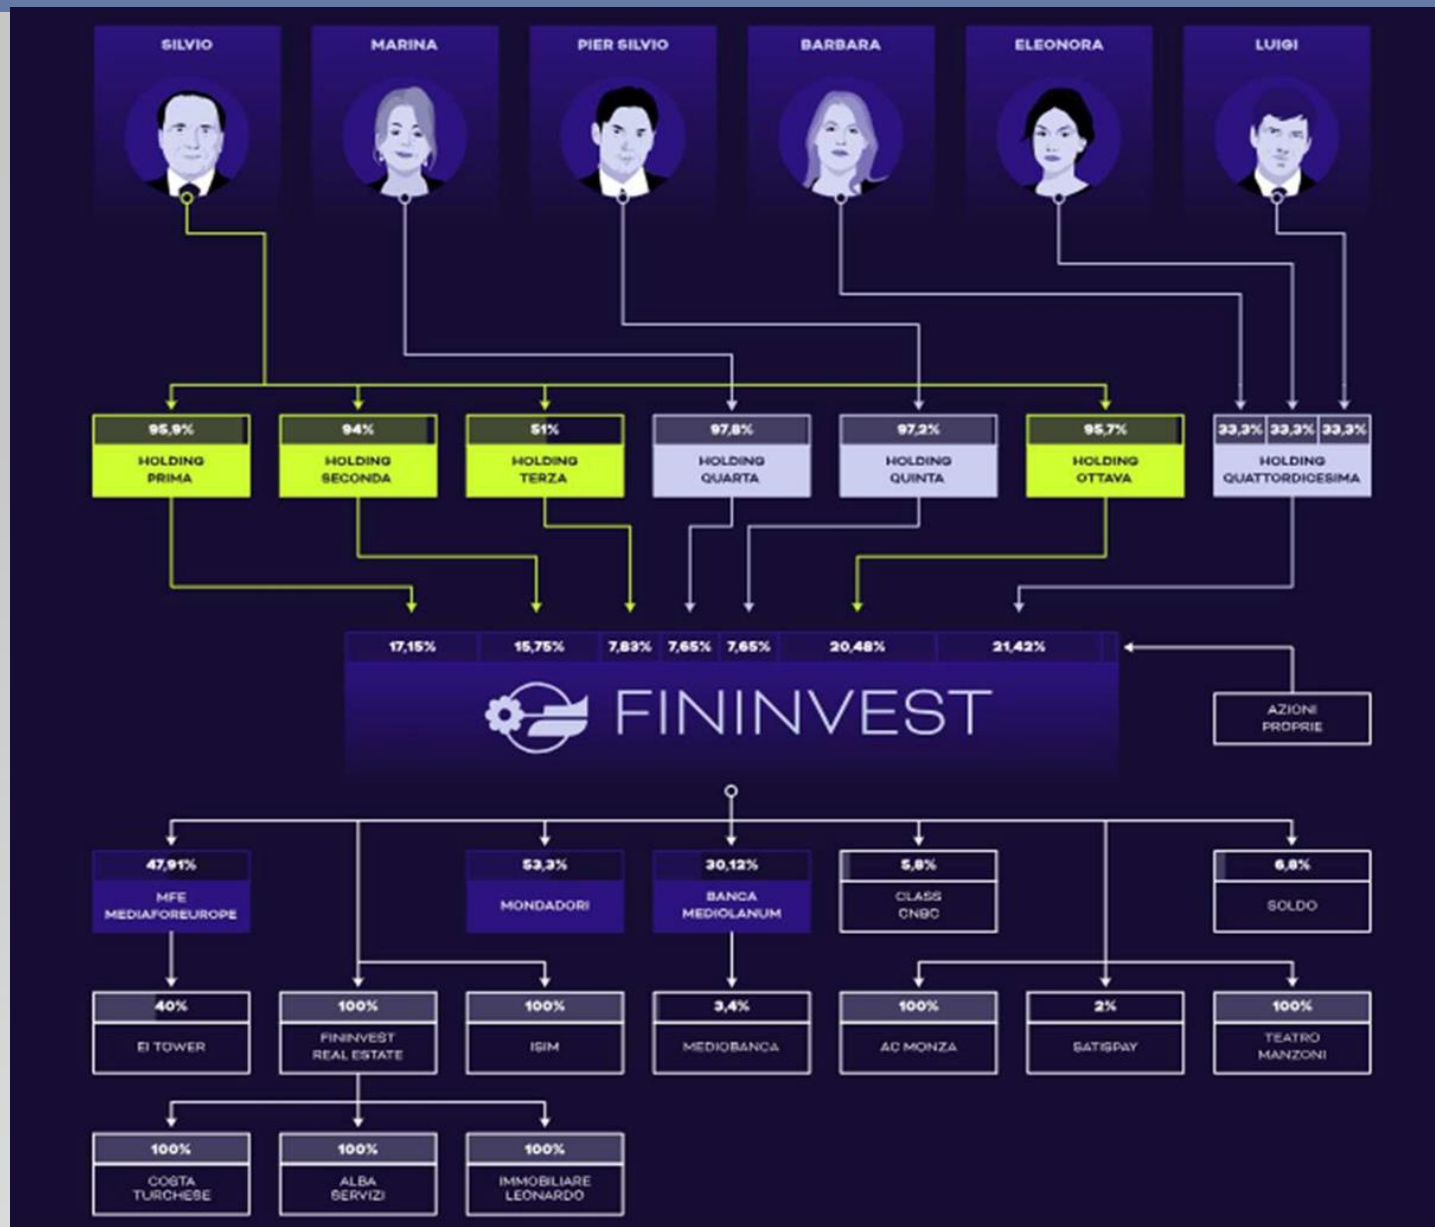 SILVIO
MARINA
PIER SILVIO
BARBARA
ELEONORA
LUIGI
95,9%
94%
51%
97,8%
97,2%
95,7%
33,3% 33,3% 33,3%
HOLDING
PRIMA
HOLDING
SECONDA
HOLDING
TERZA
HOLDING
QUARTA
HOLDING
QUINTA
HOLDING
OTTAVA
HOLDING
QUATTORDICESIMA
17,15%
15,75%
7,83%
7,65%
7,65%
20,48%
21,42%
FININVEST
AZIONI
PROPRIE
47,91%
MFE
MEDIAFOREUROPE
53,3%
MONDADORI
30,12%
BANCA
MEDIOLANUM
5,8%
CLASS
CNBC
6,8%
SOLDO
40%
EI TOWER
100%
FININVEST
REAL ESTATE
100%
ISIM
3,4%
MEDIOBANCA
100%
AC MONZA
2%
SATISPAY
100%
TEATRO
MANZONI
100%
COSTA
TURCHESE
100%
ALBA
SERVIZI
100%
IMMOBILIARE
LEONARDO